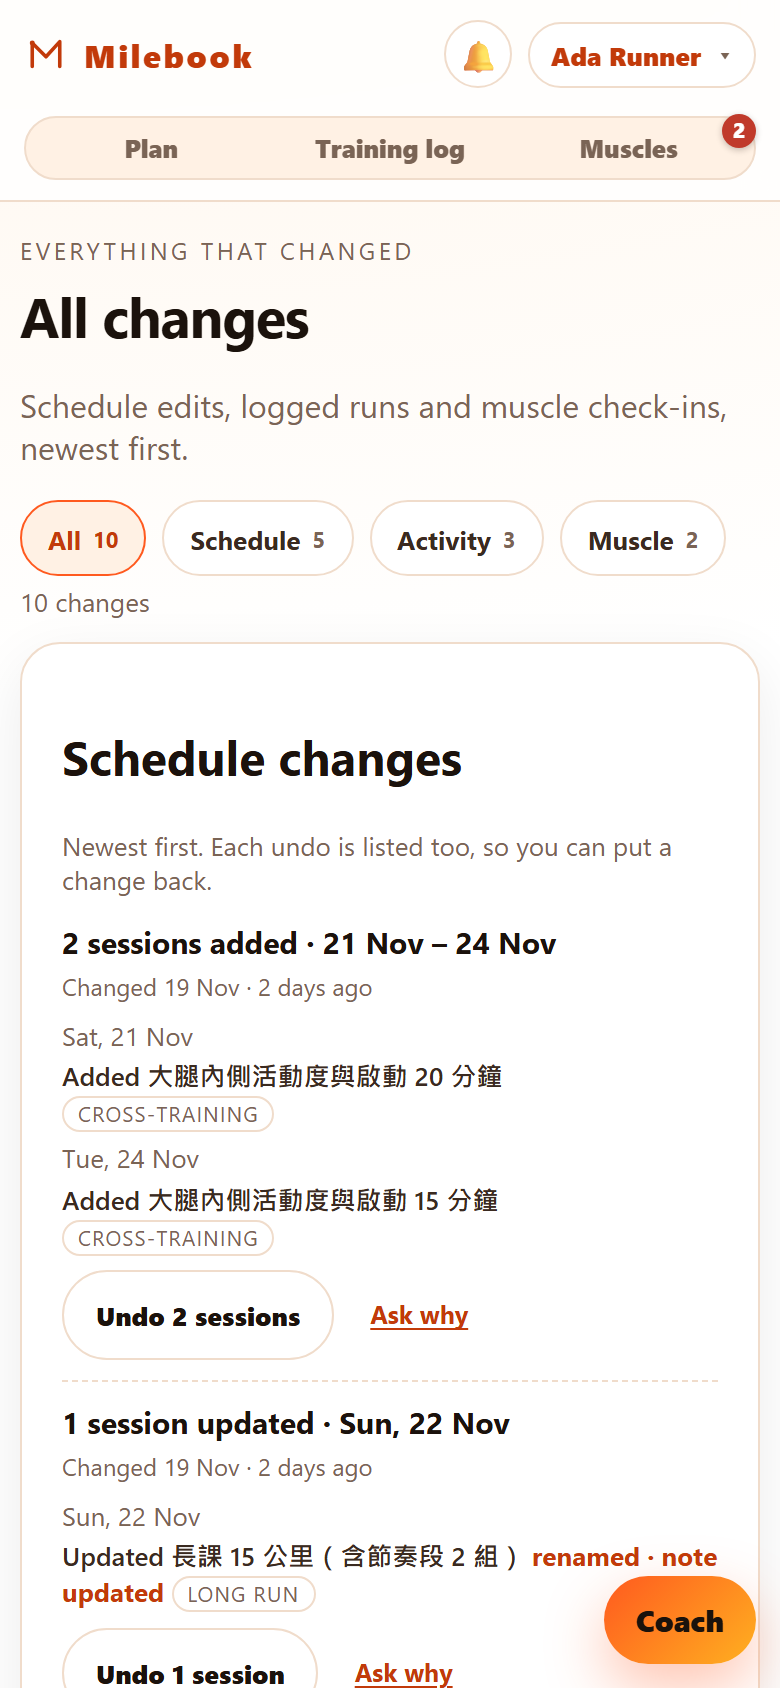 Milebook
Ada Runner
Plan
Training log
Muscles
2
EVERYTHING THAT CHANGED
All changes
Schedule edits, logged runs and muscle check-ins,
newest first.
All 10
Schedule 5
Activity 3
Muscle 2
10 changes
Schedule changes
Newest first. Each undo is listed too, so you can put a
change back.
2 sessions added · 21 Nov – 24 Nov
Changed 19 Nov · 2 days ago
Sat, 21 Nov
Added 大腿內側活動度與啟動 20 分鐘
CROSS-TRAINING
Tue, 24 Nov
Added 大腿內側活動度與啟動 15 分鐘
CROSS-TRAINING
Undo 2 sessions
Ask why
1 session updated · Sun, 22 Nov
Changed 19 Nov · 2 days ago
Sun, 22 Nov
Updated 長課 15 公里（含節奏段 2 組） renamed · note
updated LONG RUN
Coach
Undo 1 session
Ask why